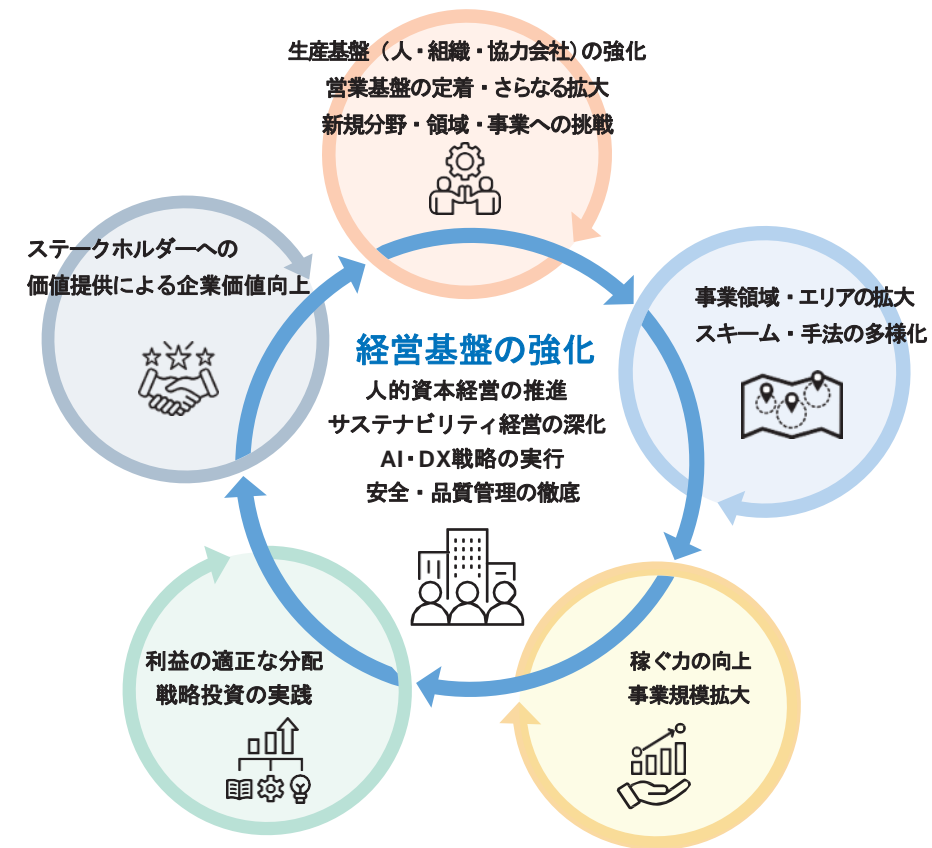 生産基盤（人・組織・協力会社）の強化
営業基盤の定着・さらなる拡大
新規分野・領域・事業への挑戦
ステークホルダーへの
価値提供による企業価値向上
事業領域・エリアの拡大
スキーム・手法の多様化
経営基盤の強化
人的資本経営の推進
サステナビリティ経営の深化
AI・DX戦略の実行
安全・品質管理の徹底
利益の適正な分配
戦略投資の実践
稼ぐ力の向上
事業規模拡大